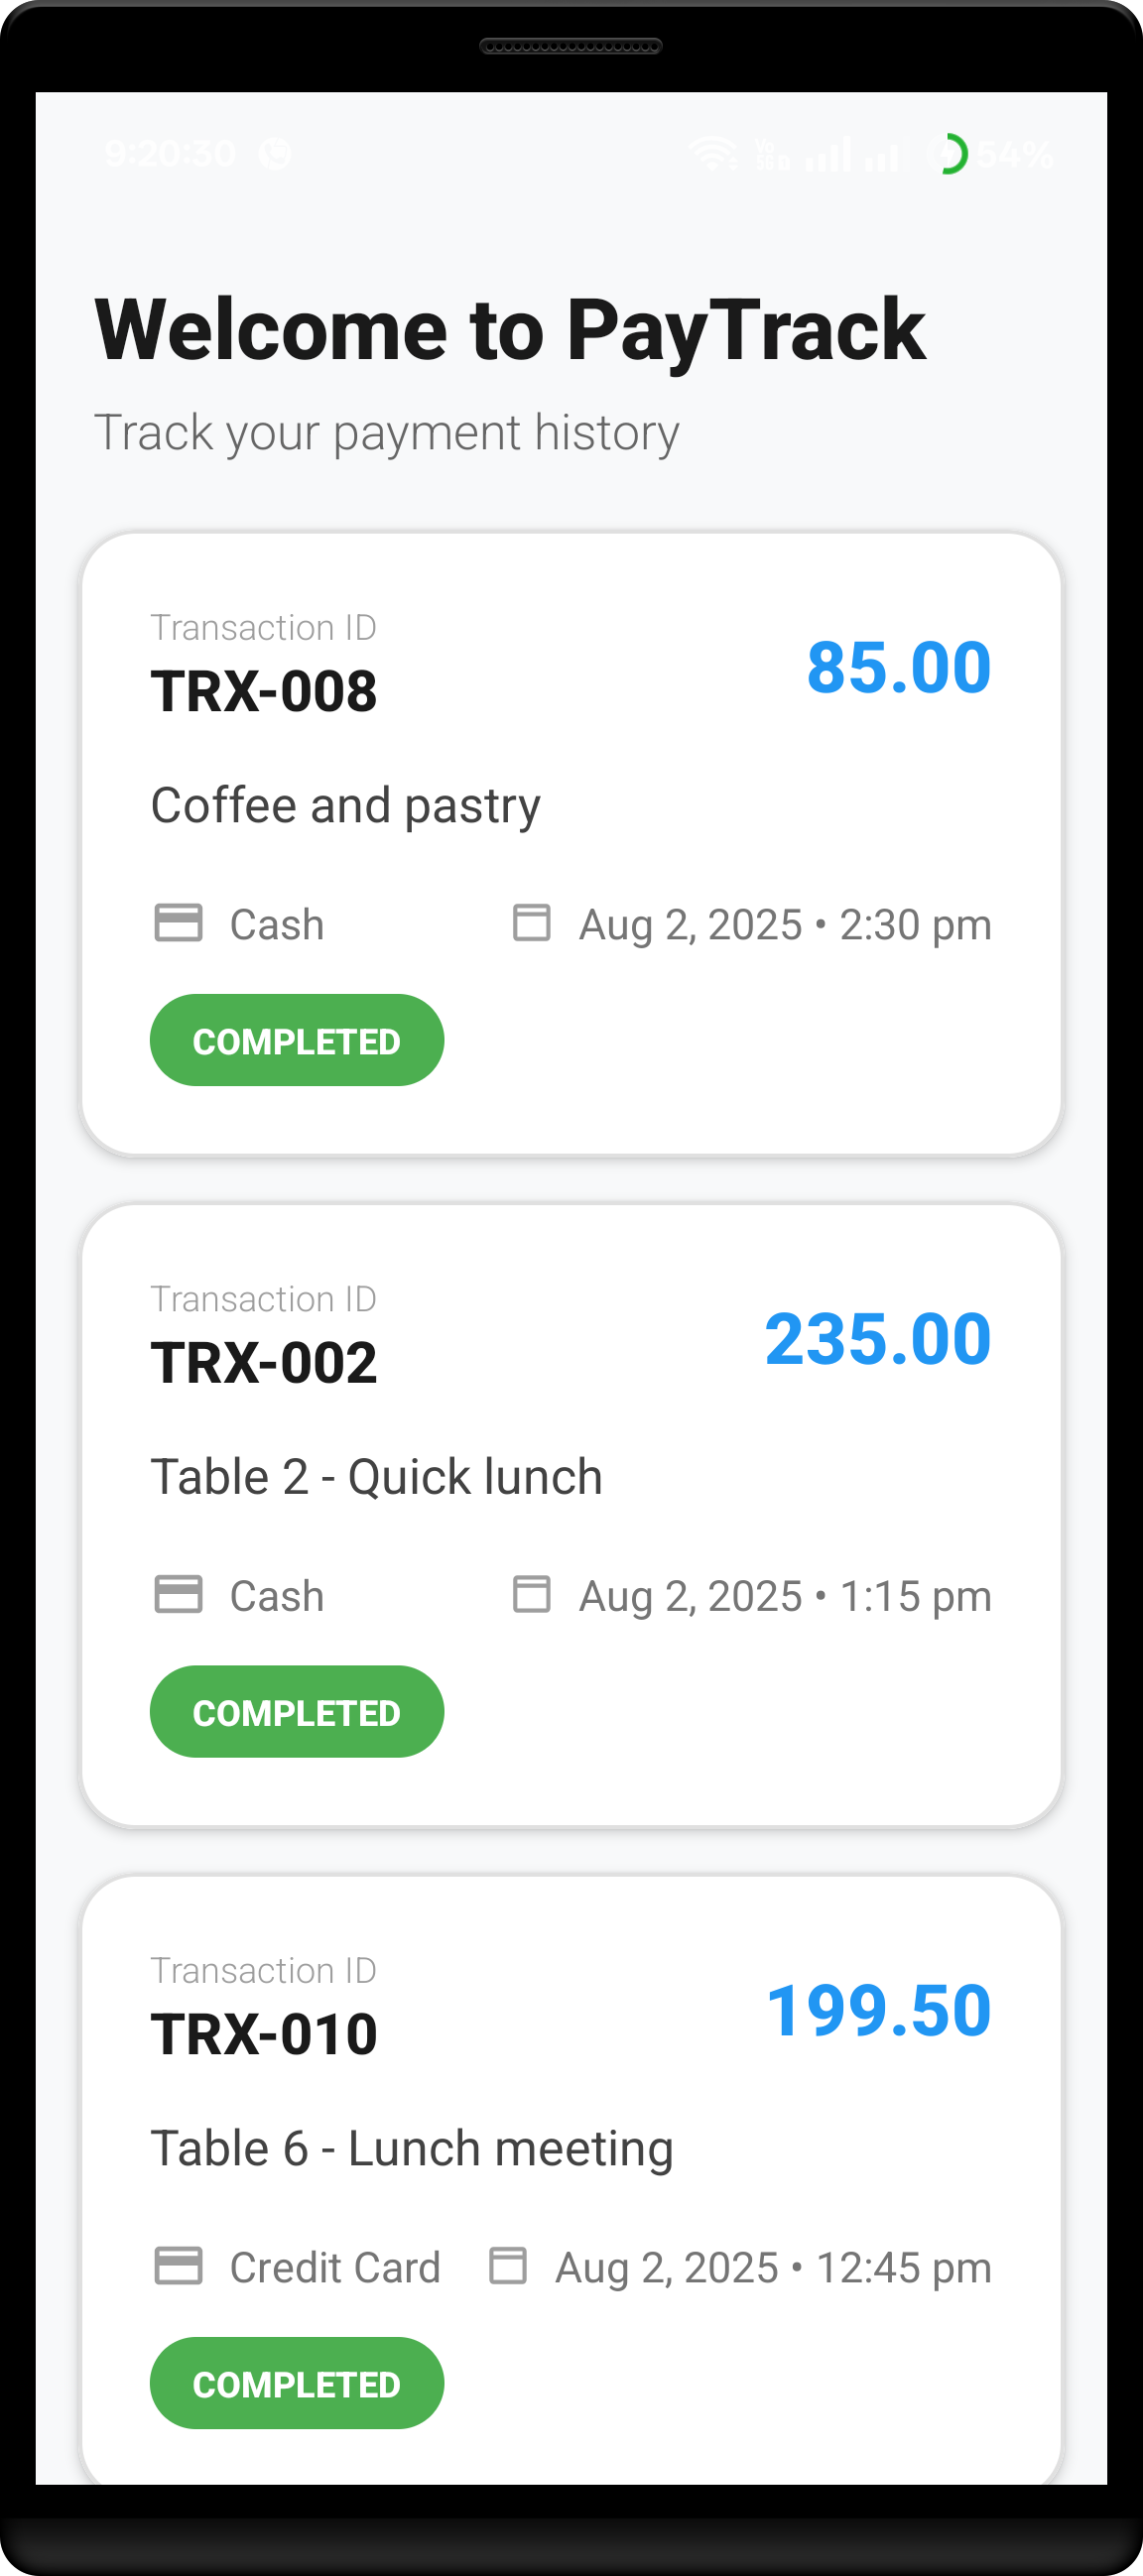 9:20:30
54%
Welcome to PayTrack
Track your payment history
Transaction ID
TRX-008
85.00
Coffee and pastry
Cash
Aug 2, 2025 • 2:30 pm
COMPLETED
Transaction ID
TRX-002
235.00
Table 2 - Quick lunch
Cash
Aug 2, 2025 • 1:15 pm
COMPLETED
Transaction ID
TRX-010
199.50
Table 6 - Lunch meeting
Credit Card
Aug 2, 2025 • 12:45 pm
COMPLETED